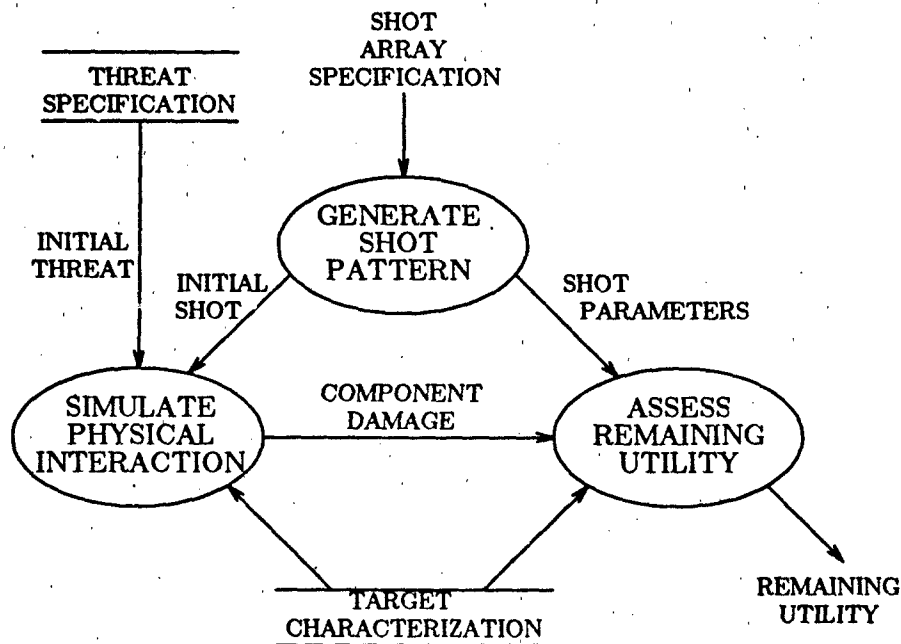 SHOT
ARRAY
SPECIFICATION
THREAT
SPECIFICATION
GENERATE
SHOT
PATTERN
INITIAL
THREAT
INITIAL
SHOT
SHOT
PARAMETERS
SIMULATE
PHYSICAL
INTERACTION
COMPONENT
DAMAGE
ASSESS
REMAINING
UTILITY
TARGET
CHARACTERIZATION
REMAINING
UTILITY